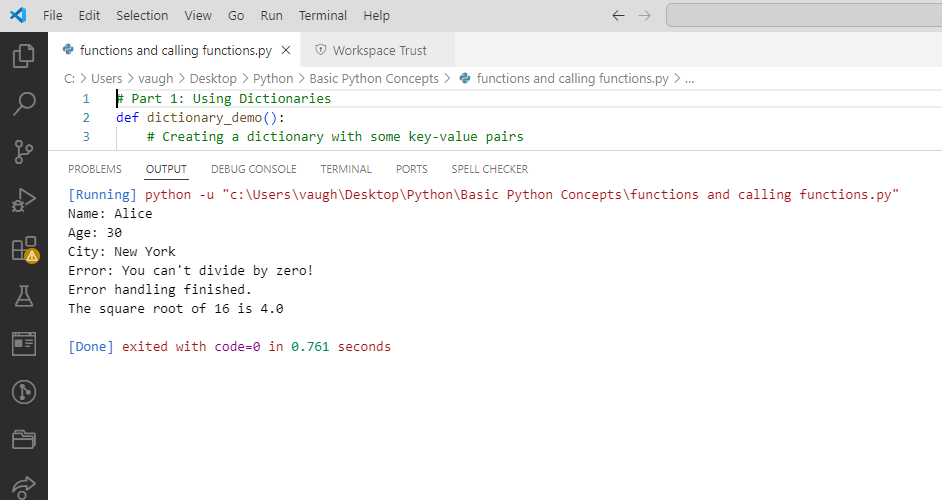 File Edit Selection View Go Run Terminal Help
functions and calling functions.py Workspace Trust
C: > Users > vaugh > Desktop > Python > Basic Python Concepts > functions and calling functions.py > ...
1 # Part 1: Using Dictionaries
2 def dictionary_demo():
3 # Creating a dictionary with some key-value pairs
PROBLEMS OUTPUT DEBUG CONSOLE TERMINAL PORTS SPELL CHECKER
[Running] python -u "c:\Users\vaugh\Desktop\Python\Basic Python Concepts\functions and calling functions.py"
Name: Alice
Age: 30
City: New York
Error: You can't divide by zero!
Error handling finished.
The square root of 16 is 4.0
[Done] exited with code=0 in 0.761 seconds